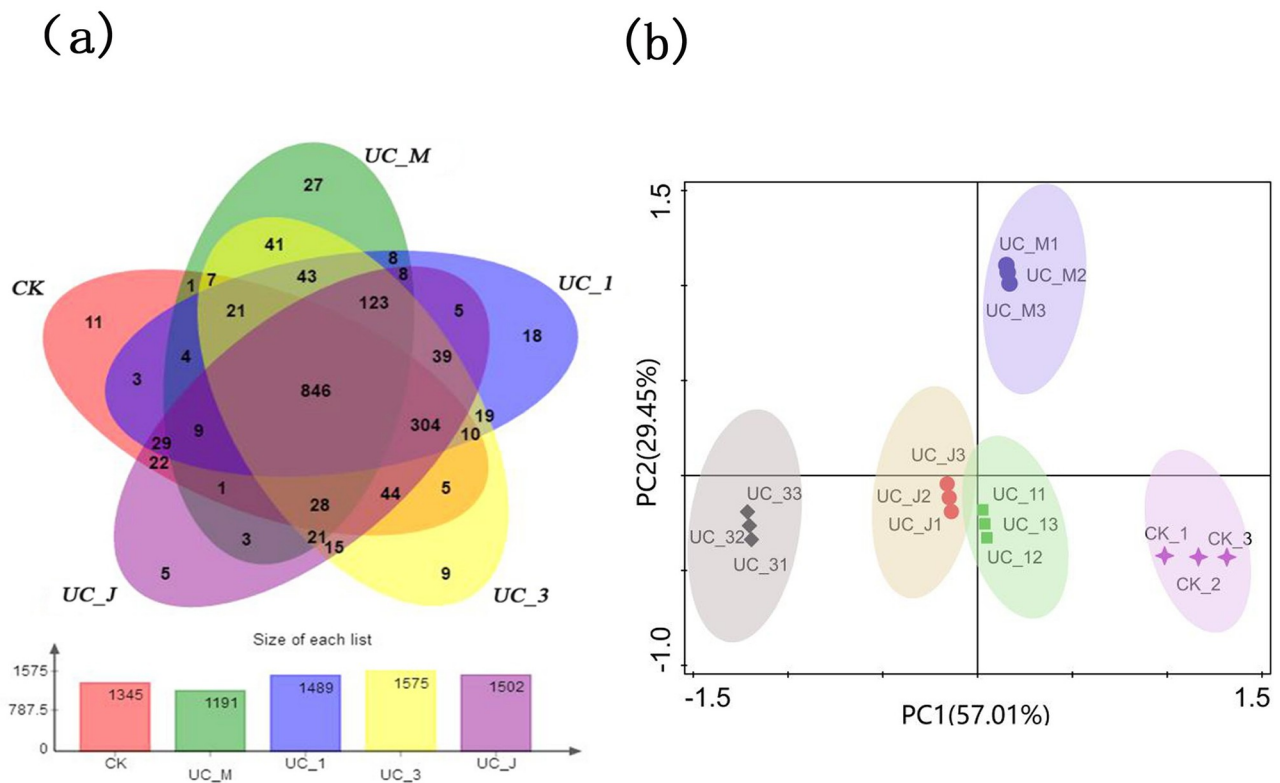 (a)
(b)
UC_M
27
41
8
UC_1
CK
1
7
43
8
11
21
123
5
18
4
39
3
846
19
304
10
29
9
22
1
44
5
28
3
21
15
5
9
UC_J
UC_3
Size of each list
1575
787.5
0
1345
1191
1489
1575
1502
CK
UC_M
UC_1
UC_3
UC_J
1.5
PC2(29.45%)
-1.0
UC_M1
UC_M2
UC_M3
UC_J3
UC_J2
UC_J1
UC_33
UC_32
UC_31
UC_11
UC_13
UC_12
CK_1
CK_3
CK_2
-1.5
1.5
PC1(57.01%)